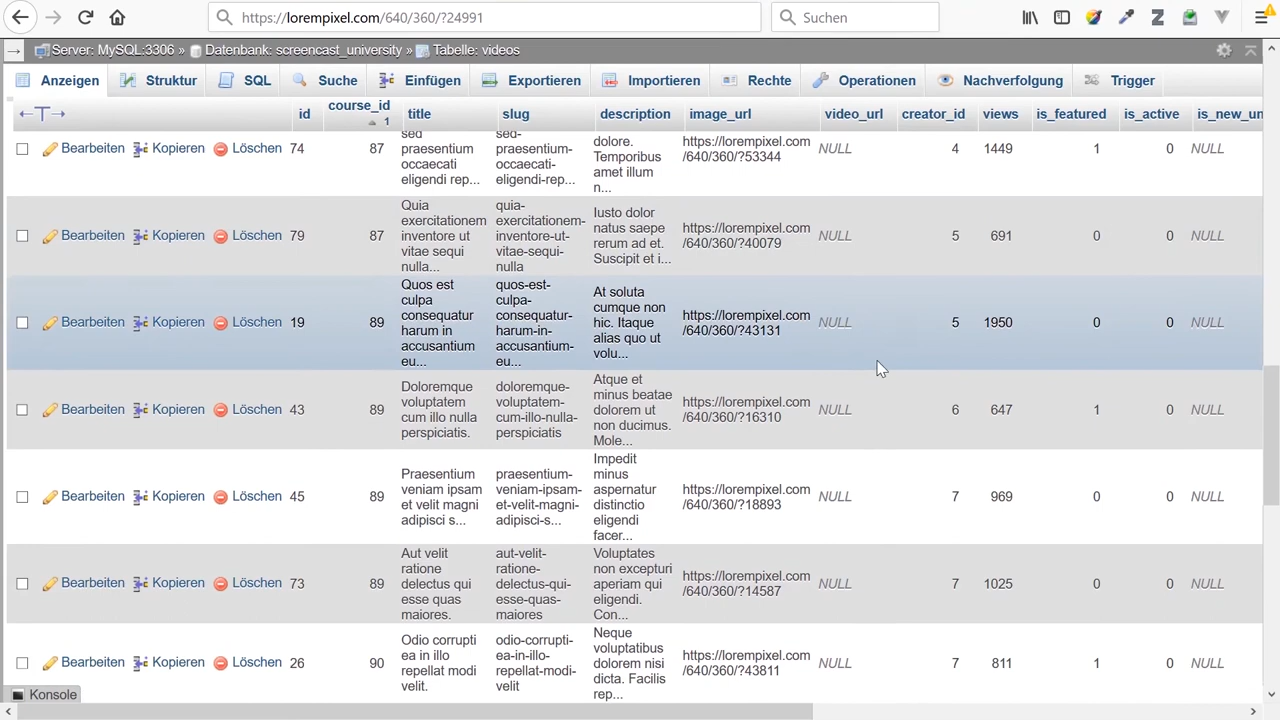 https://lorempixel.com/640/360/?24991
Suchen
Server: MySQL:3306 » Datenbank: screencast_university » Tabelle: videos
Anzeigen Struktur SQL Suche Einfügen Exportieren Importieren Rechte Operationen Nachverfolgung Trigger
id course_id 1 title slug description image_url video_url creator_id views is_featured is_active is_new_un
Bearbeiten Kopieren Löschen 74 87
sed
praesentium
occaecati
eligendi rep...
sed-
praesentium-
occaecati-
eligendi-rep...
dolore.
Temporibus
amet illum
n...
https://lorempixel.com
/640/360/?53344
NULL 4 1449 1 0 NULL
Bearbeiten Kopieren Löschen 79 87
Quia
exercitationem
inventore ut
vitae sequi
nulla...
quia-
exercitationem-
inventore-ut-
vitae-sequi-
nulla
Iusto dolor
natus saepe
rerum ad et.
Suscipit et i...
https://lorempixel.com
/640/360/?40079
NULL 5 691 0 0 NULL
Bearbeiten Kopieren Löschen 19 89
Quos est
culpa
consequatur
harum in
accusantium
eu...
quos-est-
culpa-
consequatur-
harum-in-
accusantium-
eu...
At soluta
cumque non
hic. Itaque
alias quo ut
volu...
https://lorempixel.com
/640/360/?43131
NULL 5 1950 0 0 NULL
Bearbeiten Kopieren Löschen 43 89
Doloremque
voluptatem
cum illo nulla
perspiciatis.
doloremque-
voluptatem-
cum-illo-nulla-
perspiciatis
Atque et
minus beatae
dolorem ut
non ducimus.
Mole...
https://lorempixel.com
/640/360/?16310
NULL 6 647 1 0 NULL
Bearbeiten Kopieren Löschen 45 89
Praesentium
veniam ipsam
et velit magni
adipisci s...
praesentium-
veniam-ipsam-
et-velit-magni-
adipisci-s...
Impedit
minus
aspernatur
distinctio
eligendi
facer...
https://lorempixel.com
/640/360/?18893
NULL 7 969 0 0 NULL
Bearbeiten Kopieren Löschen 73 89
Aut velit
ratione
delectus qui
esse quas
maiores.
aut-velit-
ratione-
delectus-qui-
esse-quas-
maiores
Voluptates
non excepturi
aperiam qui
eligendi.
Con...
https://lorempixel.com
/640/360/?14587
NULL 7 1025 0 0 NULL
Bearbeiten Kopieren Löschen 26 90
Odio corrupti
ea in illo
repellat modi
velit.
odio-corrupti-
ea-in-illo-
repellat-modi-
velit
Neque
voluptatibus
dolorem nisi
dicta. Facilis
rep...
https://lorempixel.com
/640/360/?43811
NULL 7 811 1 0 NULL
Konsole